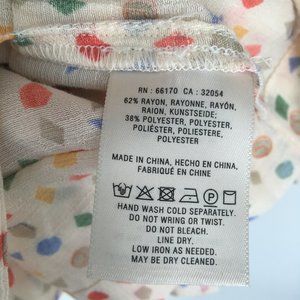 RN : 66170 CA : 32054
62% RAYON, RAYONNE, RAYÓN,
RAION, KUNSTSEIDE;
38% POLYESTER, POLYESTER,
POLIÉSTER, POLIESTERE,
POLYESTER
MADE IN CHINA, HECHO EN CHINA,
FABRIQUÉ EN CHINE
HAND WASH COLD SEPARATELY.
DO NOT WRING OR TWIST.
DO NOT BLEACH.
LINE DRY.
LOW IRON AS NEEDED.
MAY BE DRY CLEANED.